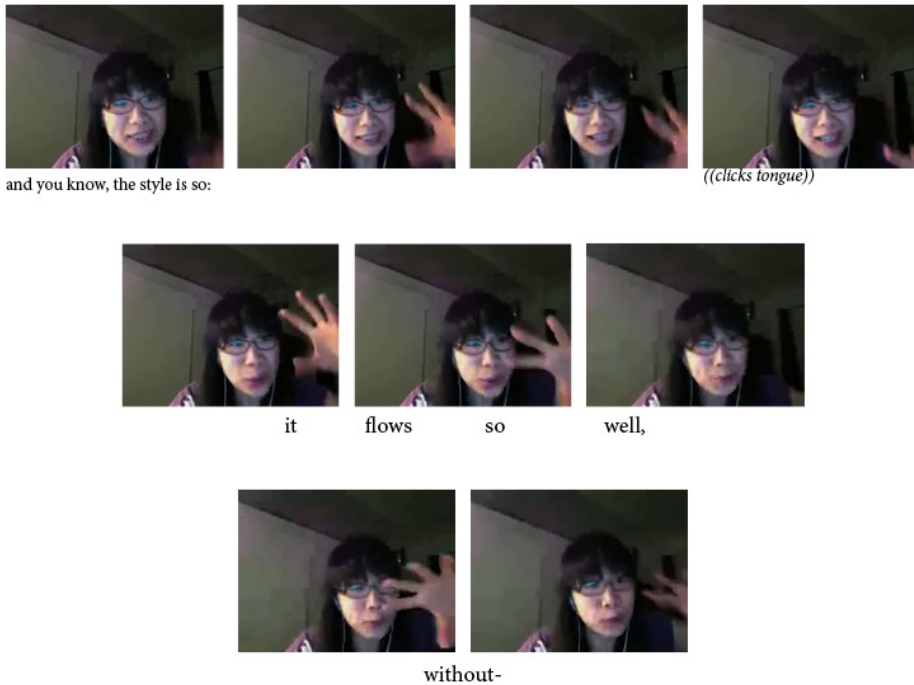 and you know, the style is so:
((clicks tongue))
it flows so well,
without-